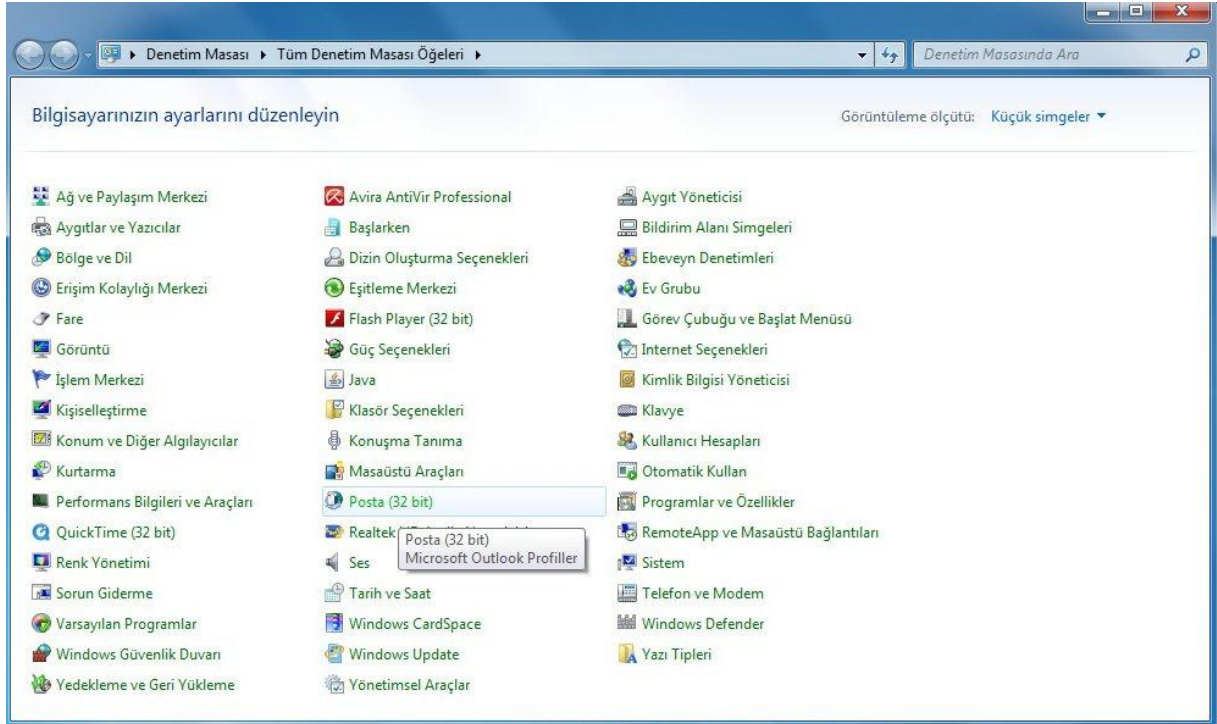 Denetim Masası Tüm Denetim Masası Öğeleri
Denetim Masasında Ara
Bilgisayarınızın ayarlarını düzenleyin
Görüntüleme ölçütü: Küçük simgeler
Ağ ve Paylaşım Merkezi
Aygıtlar ve Yazıcılar
Bölge ve Dil
Erişim Kolaylığı Merkezi
Fare
Görüntü
İşlem Merkezi
Kişiselleştirme
Konum ve Diğer Algılayıcılar
Kurtarma
Performans Bilgileri ve Araçları
QuickTime (32 bit)
Renk Yönetimi
Sorun Giderme
Varsayılan Programlar
Windows Güvenlik Duvarı
Yedekleme ve Geri Yükleme
Avira AntiVir Professional
Başlarken
Dizin Oluşturma Seçenekleri
Eşitleme Merkezi
Flash Player (32 bit)
Güç Seçenekleri
Java
Klasör Seçenekleri
Konuşma Tanıma
Masaüstü Araçları
Posta (32 bit)
Realtek
Posta (32 bit)
Microsoft Outlook Profiller
Ses
Tarih ve Saat
Windows CardSpace
Windows Update
Yönetimsel Araçlar
Aygıt Yöneticisi
Bildirim Alanı Simgeleri
Ebeveyn Denetimleri
Ev Grubu
Görev Çubuğu ve Başlat Menüsü
Internet Seçenekleri
Kimlik Bilgisi Yöneticisi
Klavye
Kullanıcı Hesapları
Otomatik Kullan
Programlar ve Özellikler
RemoteApp ve Masaüstü Bağlantıları
Sistem
Telefon ve Modem
Windows Defender
Yazı Tipleri